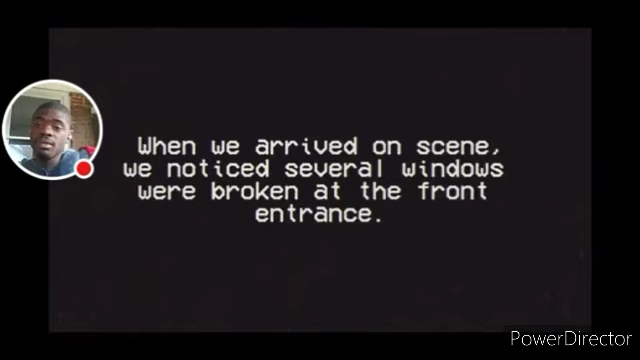 When we arrived on scene,
we noticed several windows
were broken at the front
entrance.
PowerDirector